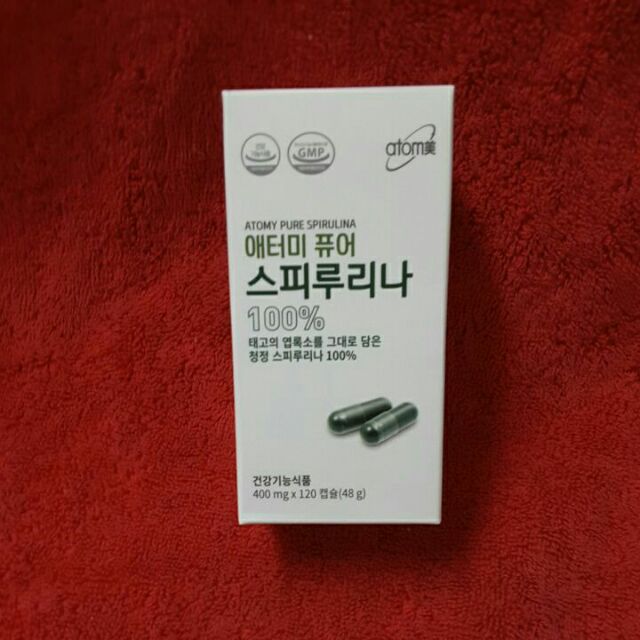 GMP
atom美
ATOMY PURE SPIRULINA
애터미 퓨어
스피루리나
100%
태고의 엽록소를 그대로 담은
청정 스피루리나 100%
건강기능식품
400 mg x 120 캡슐(48 g)